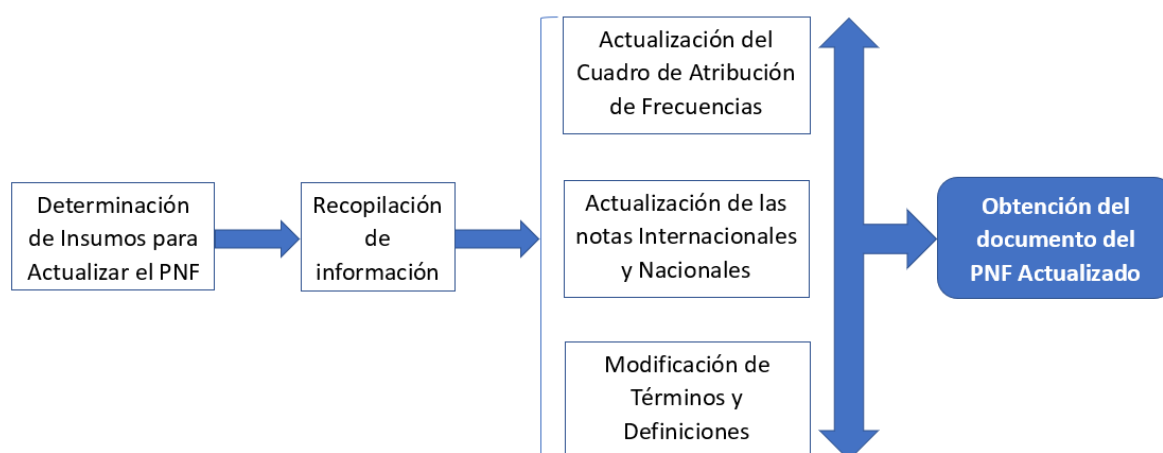 Determinación
de Insumos para
Actualizar el PNF
Recopilación
de
información
Actualización del
Cuadro de Atribución
de Frecuencias
Actualización de las
notas Internacionales
y Nacionales
Modificación de
Términos y
Definiciones
Obtención del
documento del
PNF Actualizado